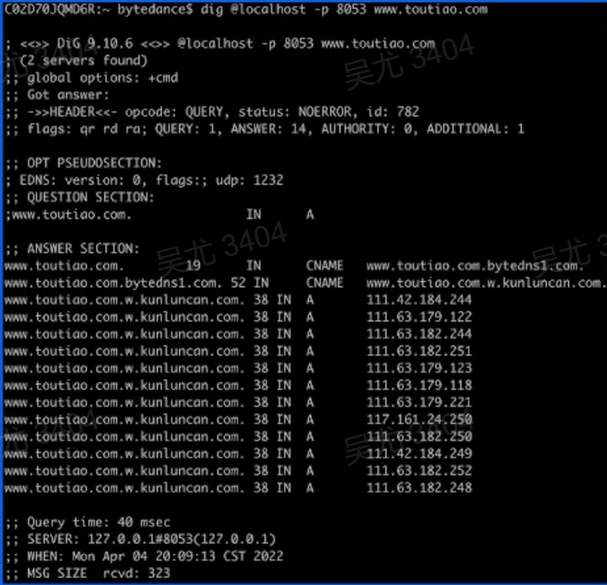 C02D70JQMD6R:~ bytedance$ dig @localhost -p 8053 www.toutiao.com
; <<>> DiG 9.10.6 <<>> @localhost -p 8053 www.toutiao.com
(2 servers found)
;; global options: +cmd
;; Got answer:
;; ->>HEADER<<- opcode: QUERY, status: NOERROR, id: 782
;; flags: qr rd ra; QUERY: 1, ANSWER: 14, AUTHORITY: 0, ADDITIONAL: 1
;; OPT PSEUDOSECTION:
; EDNS: version: 0, flags:; udp: 1232
;; QUESTION SECTION:
;www.toutiao.com. IN A
;; ANSWER SECTION:
www.toutiao.com. 19 IN CNAME www.toutiao.com.bytedns1.com.
www.toutiao.com.bytedns1.com. 52 IN CNAME www.toutiao.com.w.kunluncan.com.
www.toutiao.com.w.kunluncan.com. 38 IN A 111.42.184.244
www.toutiao.com.w.kunluncan.com. 38 IN A 111.63.179.122
www.toutiao.com.w.kunluncan.com. 38 IN A 111.63.182.244
www.toutiao.com.w.kunluncan.com. 38 IN A 111.63.182.251
www.toutiao.com.w.kunluncan.com. 38 IN A 111.63.179.123
www.toutiao.com.w.kunluncan.com. 38 IN A 111.63.179.118
www.toutiao.com.w.kunluncan.com. 38 IN A 111.63.179.221
www.toutiao.com.w.kunluncan.com. 38 IN A 117.161.24.250
www.toutiao.com.w.kunluncan.com. 38 IN A 111.63.182.250
www.toutiao.com.w.kunluncan.com. 38 IN A 111.42.184.249
www.toutiao.com.w.kunluncan.com. 38 IN A 111.63.182.252
www.toutiao.com.w.kunluncan.com. 38 IN A 111.63.182.248
;; Query time: 40 msec
;; SERVER: 127.0.0.1#8053(127.0.0.1)
;; WHEN: Mon Apr 04 20:09:13 CST 2022
;; MSG SIZE rcvd: 323
吴尤 3404
吴尤 3404
吴尤 3404